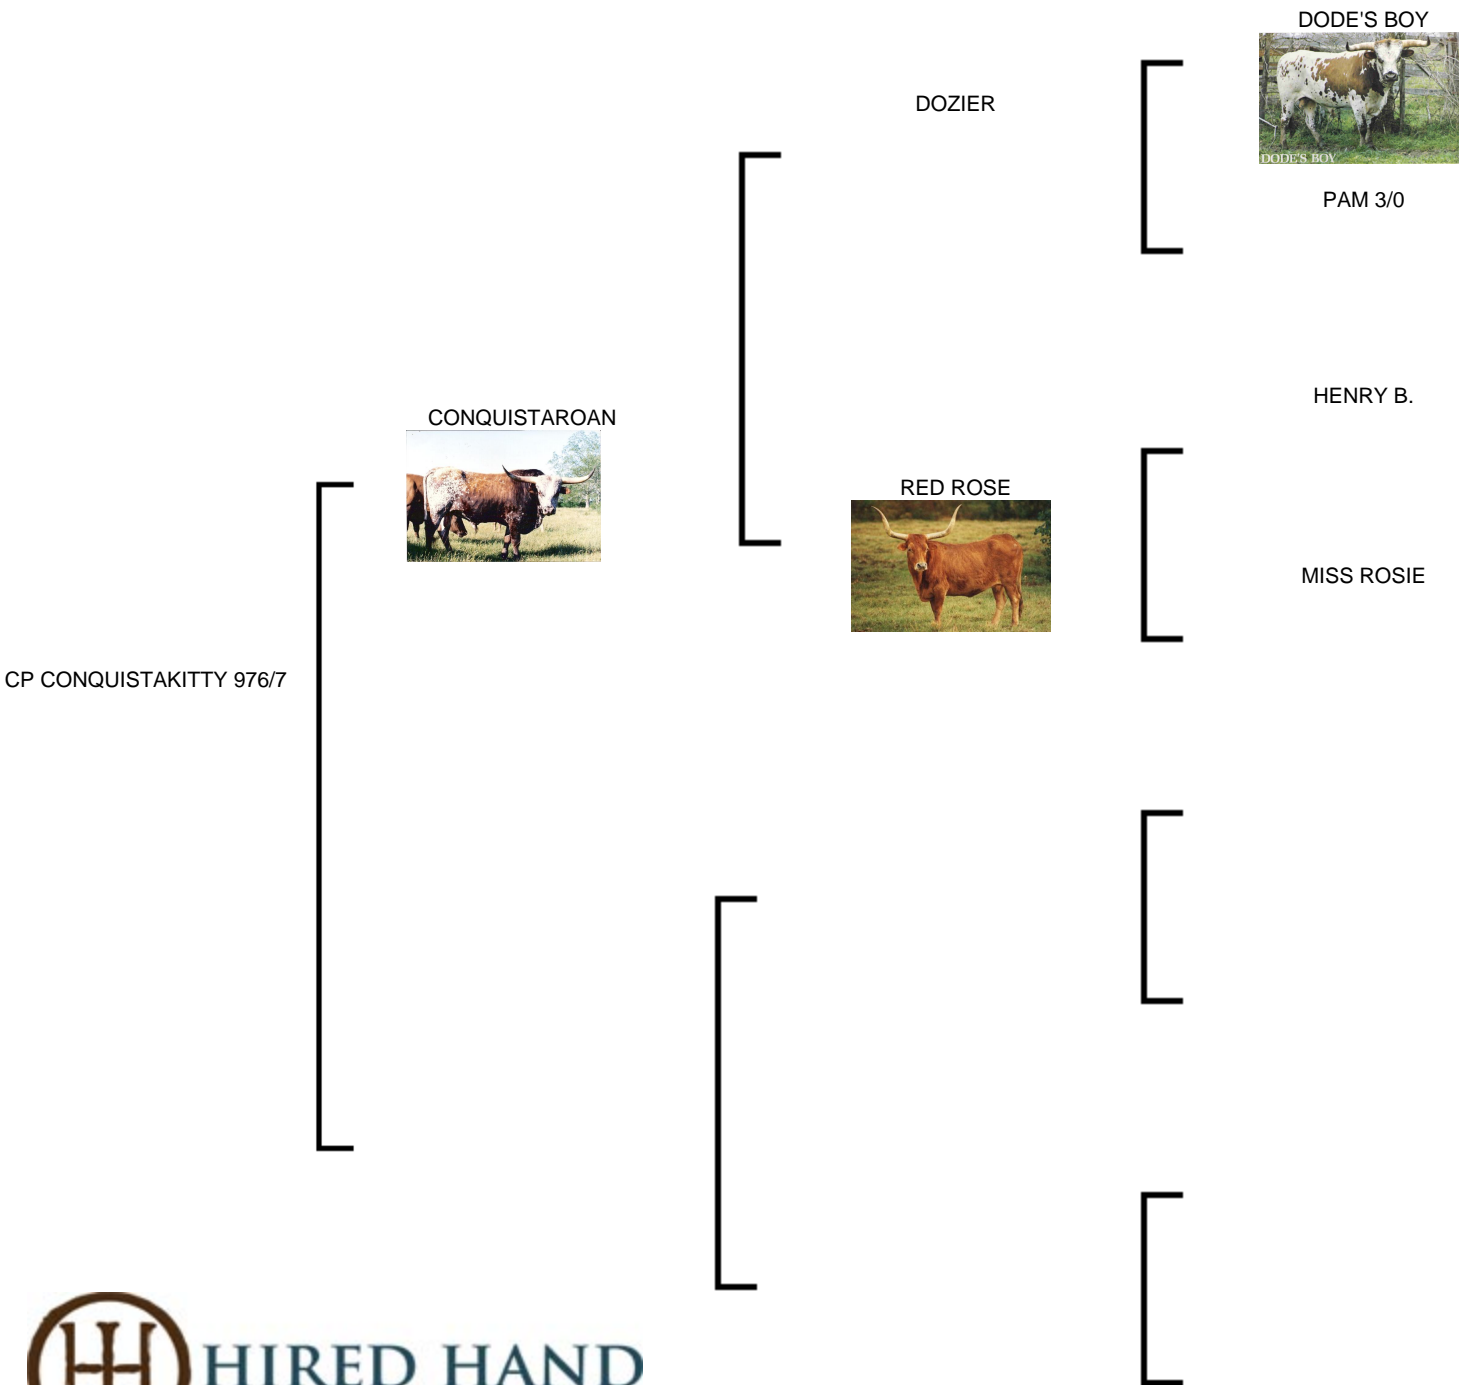 DODE'S BOY
DODE'S BOY
DOZIER
PAM 3/0
HENRY B.
CONQUISTAROAN
RED ROSE
MISS ROSIE
CP CONQUISTAKITTY 976/7
HIRED HAND